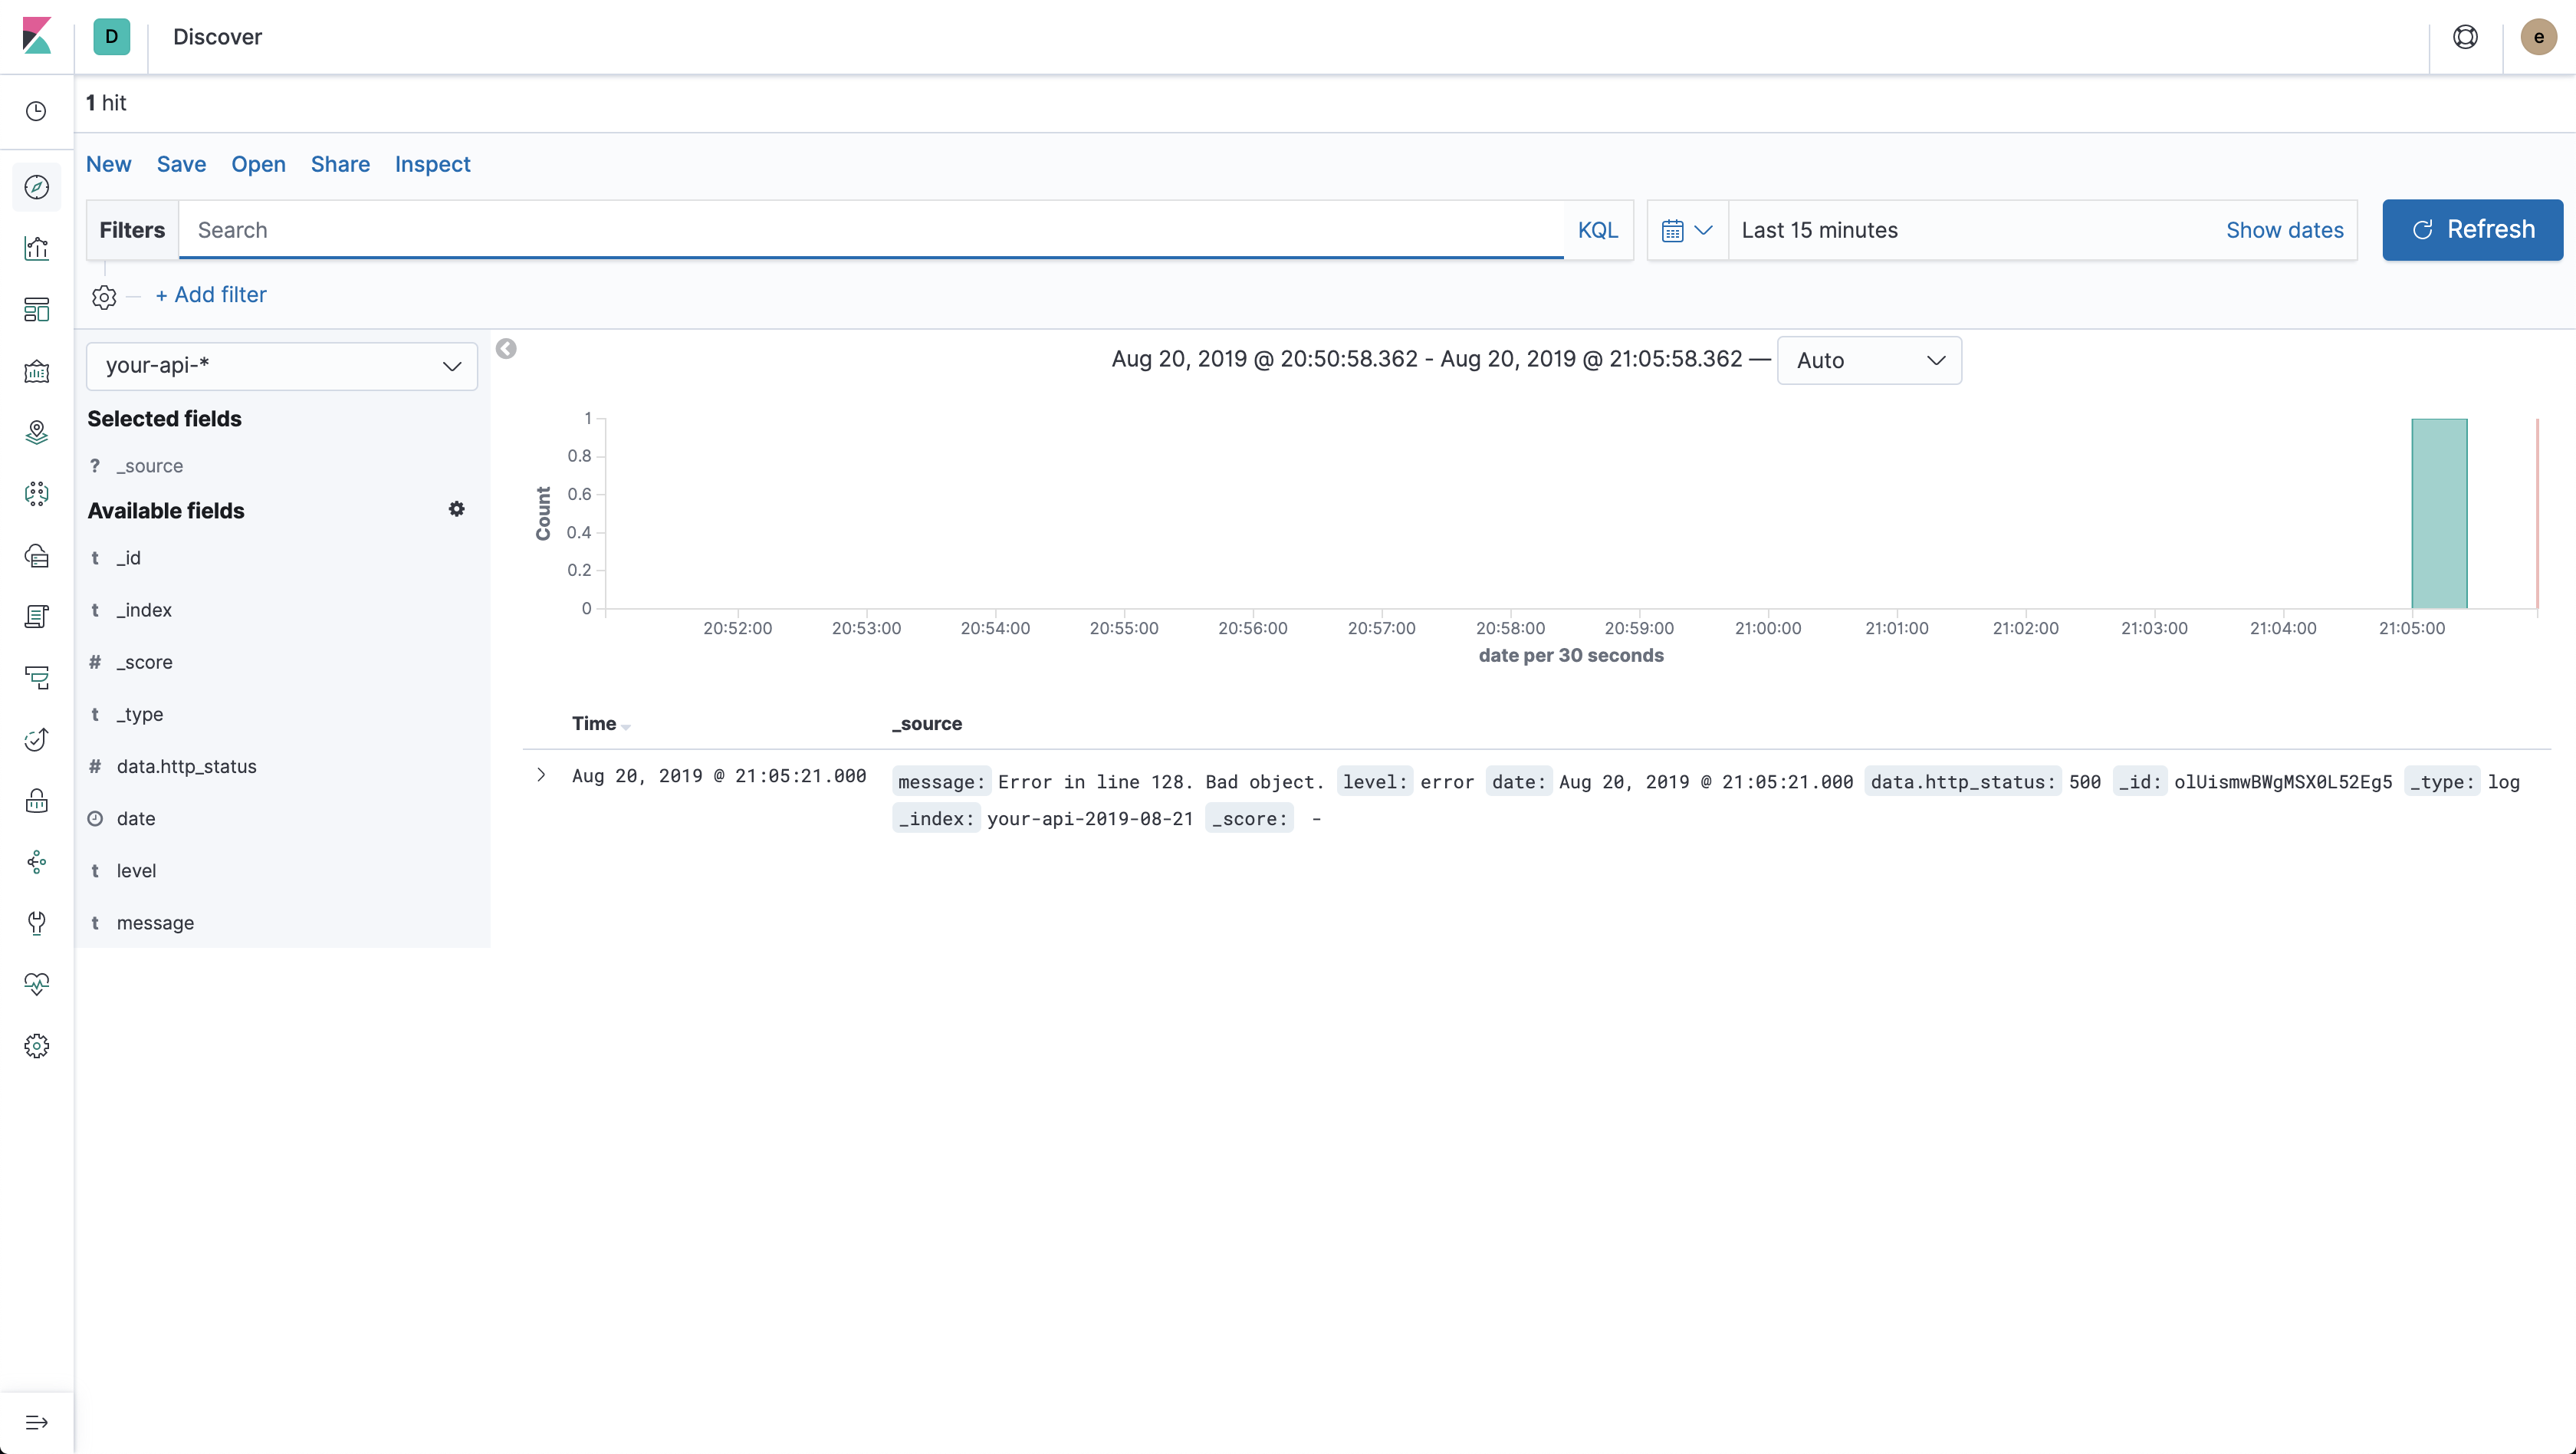 D Discover e
1 hit
New Save Open Share Inspect
Filters Search KQL Last 15 minutes Show dates Refresh
+ Add filter
your-api-*
Selected fields
? _source
Available fields
t _id
t _index
# _score
t _type
# data.http_status
date
t level
t message
Aug 20, 2019 @ 20:50:58.362 - Aug 20, 2019 @ 21:05:58.362 — Auto
Count
1
0.8
0.6
0.4
0.2
0
20:52:00 20:53:00 20:54:00 20:55:00 20:56:00 20:57:00 20:58:00 20:59:00 21:00:00 21:01:00 21:02:00 21:03:00 21:04:00 21:05:00
date per 30 seconds
Time _source
Aug 20, 2019 @ 21:05:21.000 message: Error in line 128. Bad object. level: error date: Aug 20, 2019 @ 21:05:21.000 data.http_status: 500 _id: olUismwBWgMSX0L52Eg5 _type: log
_index: your-api-2019-08-21 _score: -